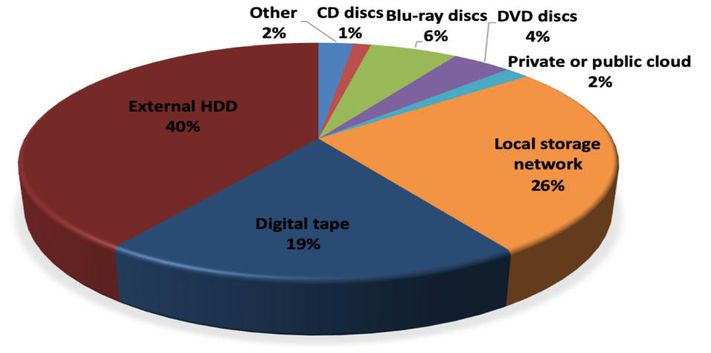 Other
2%
CD discs
1%
Blu-ray discs
6%
DVD discs
4%
Private or public cloud
2%
External HDD
40%
Local storage
network
26%
Digital tape
19%